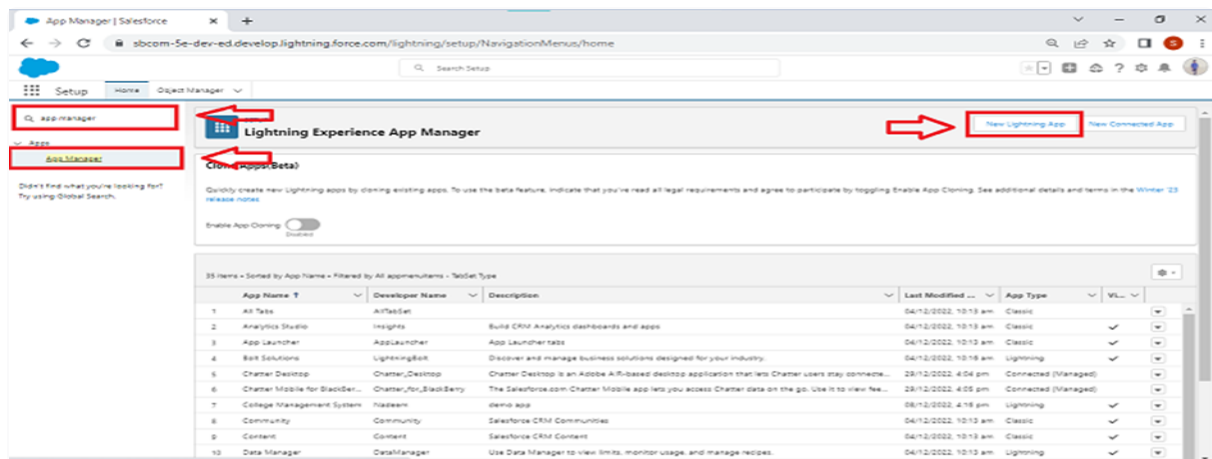 App Manager | Salesforce
sbcom-5e-dev-ed.develop.lightning.force.com/lightning/setup/NavigationMenus/home
S
Search Setup
Setup Home Object Manager
app manager
Apps
App Manager
Didn't find what you're looking for?
Try using Global Search.
SETUP
Lightning Experience App Manager
New Lightning App New Connected App
Clone Apps (Beta)
Quickly create new Lightning apps by cloning existing apps. To use the beta feature, indicate that you've read all legal requirements and agree to participate by toggling Enable App Cloning. See additional details and terms in the Winter '23
release notes
Enable App Cloning
Disabled
35 items • Sorted by App Name • Filtered by All appmenuitems - TabSet Type
App Name Developer Name Description Last Modified ... App Type Vi...
1 All Tabs AllTabSet 04/12/2022, 10:13 am Classic
2 Analytics Studio Insights Build CRM Analytics dashboards and apps 04/12/2022, 10:13 am Classic
3 App Launcher AppLauncher App Launcher tabs 04/12/2022, 10:13 am Classic
4 Bolt Solutions LightningBolt Discover and manage business solutions designed for your industry. 04/12/2022, 10:16 am Lightning
5 Chatter Desktop Chatter_Desktop Chatter Desktop is an Adobe AIR-based desktop application that lets Chatter users stay connecte... 29/12/2022, 4:04 pm Connected (Managed)
6 Chatter Mobile for BlackBer... Chatter_for_BlackBerry The Salesforce.com Chatter Mobile app lets you access Chatter data on the go. Use it to view fee... 29/12/2022, 4:05 pm Connected (Managed)
7 College Management System Nadeem demo app 08/12/2022, 4:16 pm Lightning
8 Community Community Salesforce CRM Communities 04/12/2022, 10:13 am Classic
9 Content Content Salesforce CRM Content 04/12/2022, 10:13 am Classic
10 Data Manager DataManager Use Data Manager to view limits, monitor usage, and manage recipes. 04/12/2022, 10:13 am Lightning